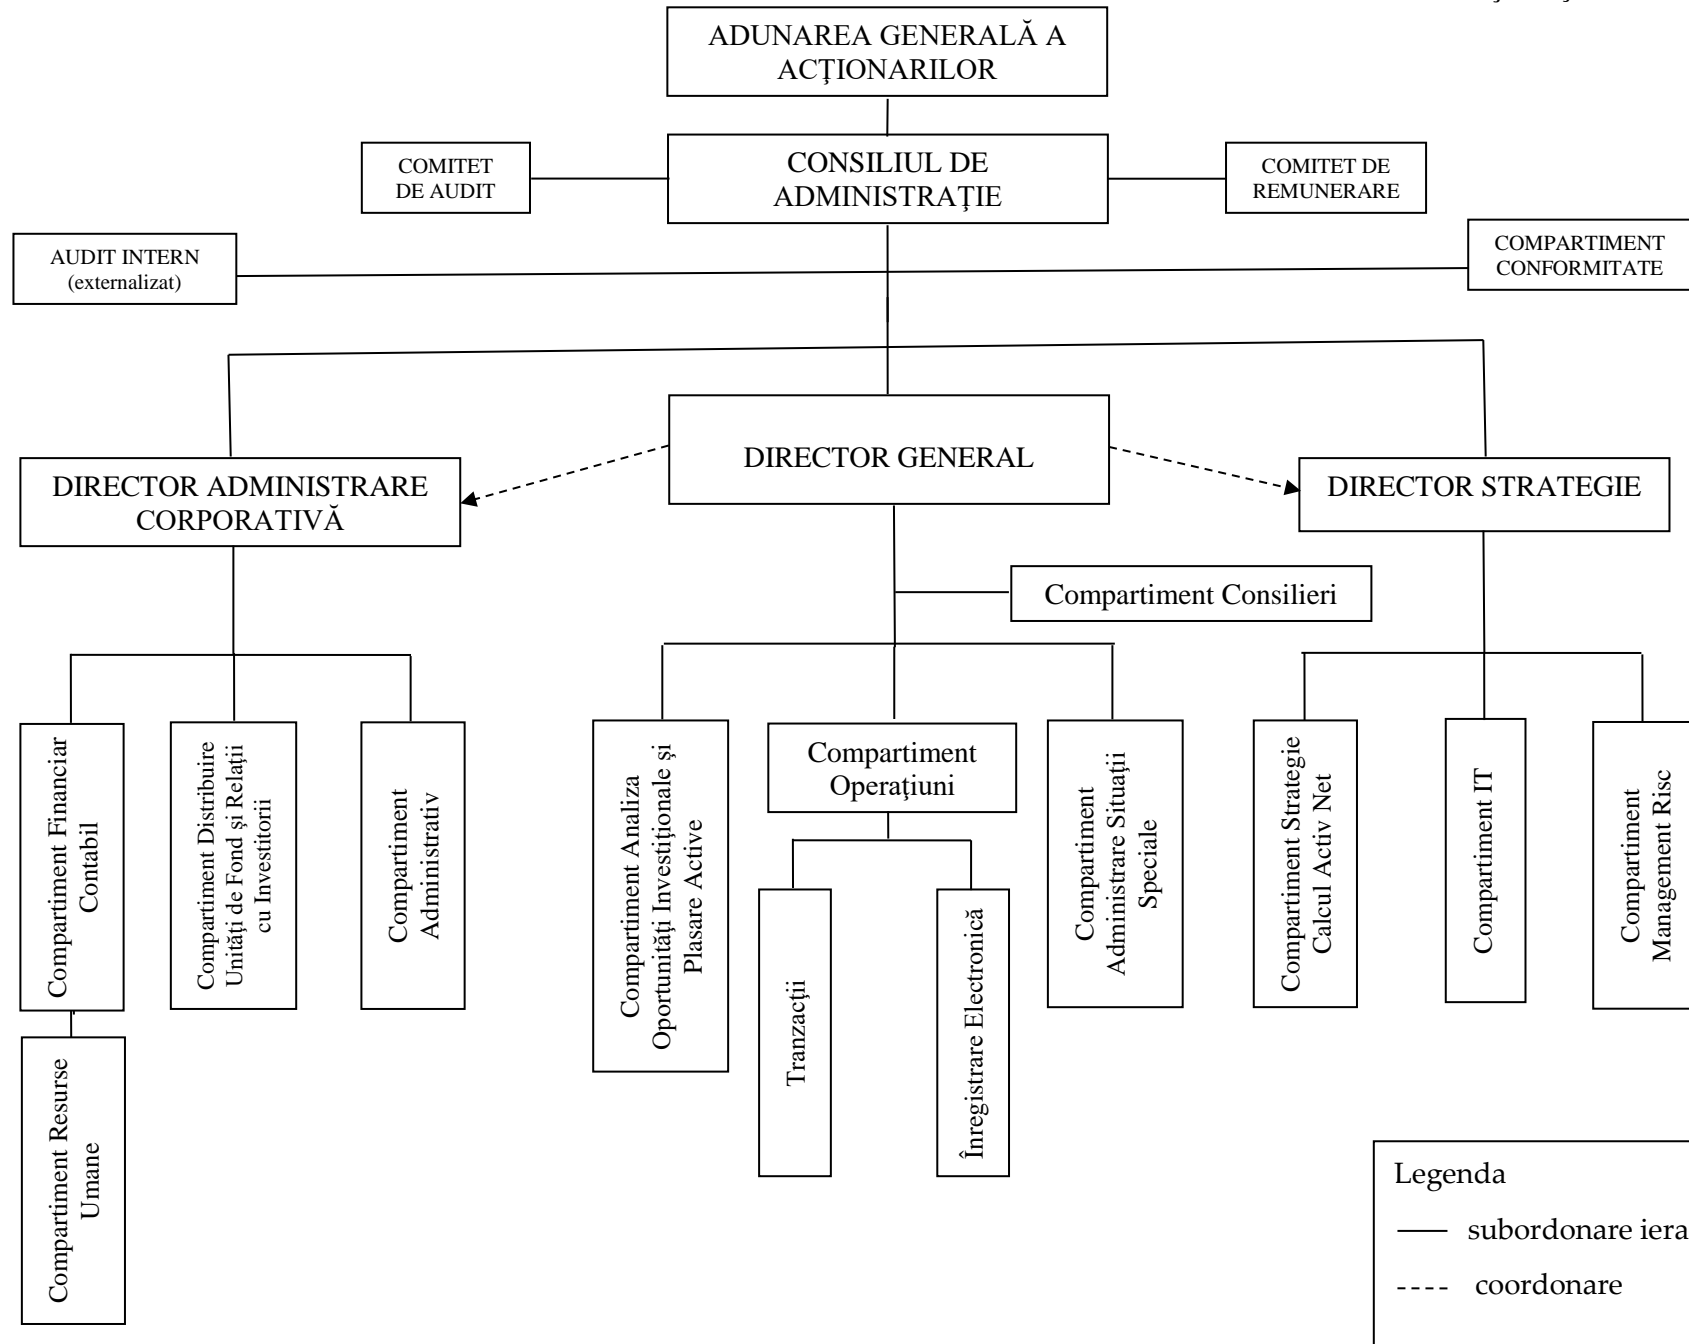 ADUNAREA GENERALĂ A
ACŢIONARILOR
COMITET
DE AUDIT
CONSILIUL DE
ADMINISTRAŢIE
COMITET DE
REMUNERARE
AUDIT INTERN
(externalizat)
COMPARTIMENT
CONFORMITATE
DIRECTOR ADMINISTRARE
CORPORATIVĂ
DIRECTOR GENERAL
DIRECTOR STRATEGIE
Compartiment Consilieri
Compartiment Financiar
Contabil
Compartiment Distribuire
Unităţi de Fond şi Relaţii
cu Investitorii
Compartiment
Administrativ
Compartiment Analiza
Oportunităţi Investiţionale şi
Plasare Active
Compartiment
Operaţiuni
Tranzacţii
Înregistrare Electronică
Compartiment
Administrare Situaţii
Speciale
Compartiment Strategie
Calcul Activ Net
Compartiment IT
Compartiment
Management Risc
Compartiment Resurse
Umane
Legenda
subordonare iera
coordonare